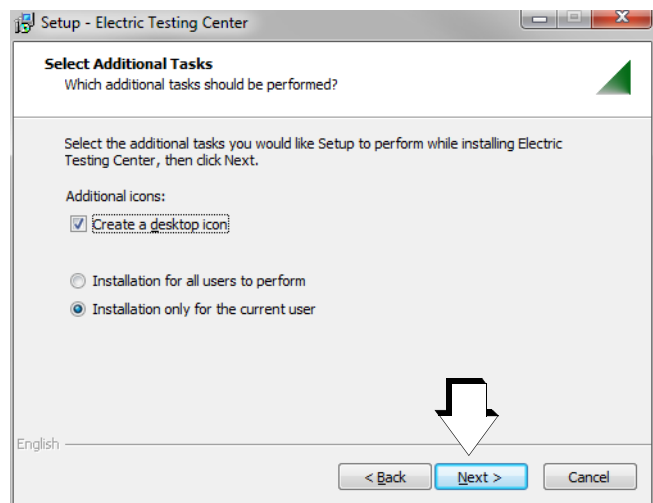 Setup - Electric Testing Center
Select Additional Tasks
Which additional tasks should be performed?
Select the additional tasks you would like Setup to perform while installing Electric
Testing Center, then click Next.
Additional icons:
Create a desktop icon
Installation for all users to perform
Installation only for the current user
English
< Back Next > Cancel